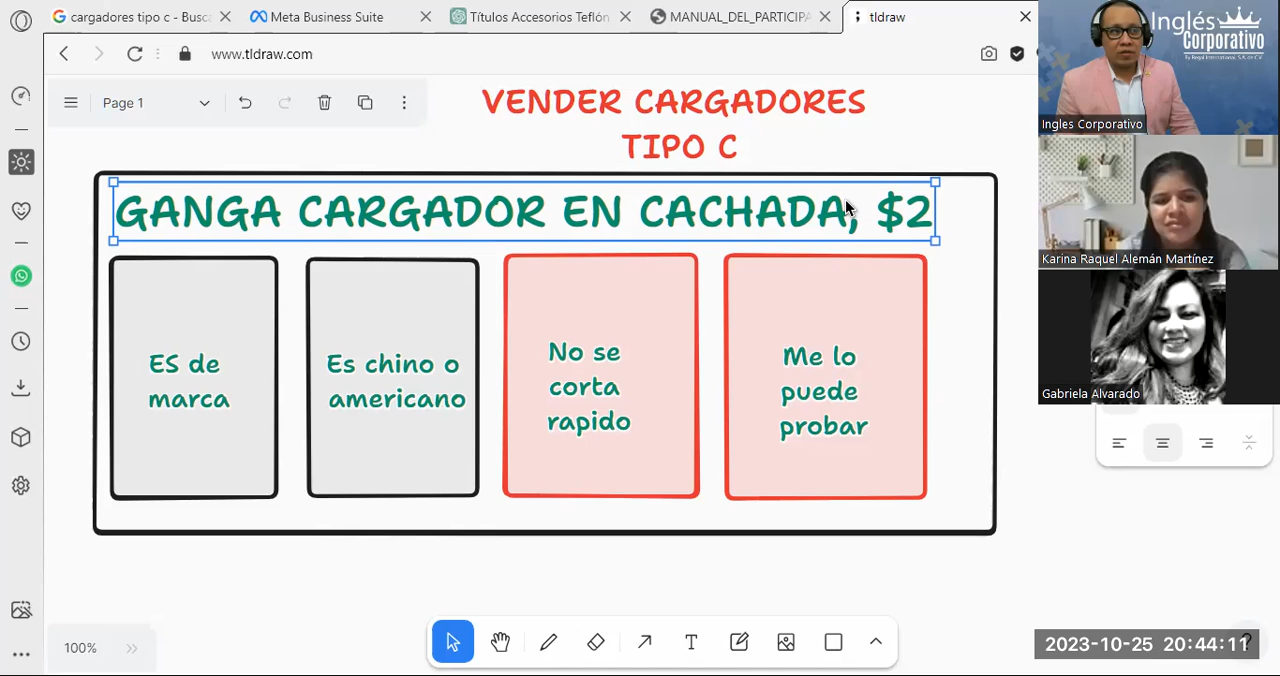 cargadores tipo c - Busca
Meta Business Suite
Títulos Accesorios Teflón
MANUAL_DEL_PARTICIPA
tldraw
www.tldraw.com
Page 1
VENDER CARGADORES
TIPO C
GANGA CARGADOR EN CACHADA, $2
ES de
marca
Es chino o
americano
No se
corta
rapido
Me lo
puede
probar
100%
Inglés
Corporativo
Ingles Corporativo
Karina Raquel Alemán Martínez
Gabriela Alvarado
2023-10-25 20:44:11